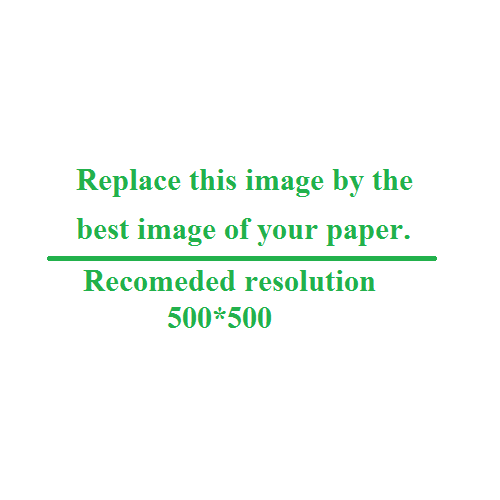 Replace this image by the
best image of your paper.
Recomeded resolution
500*500